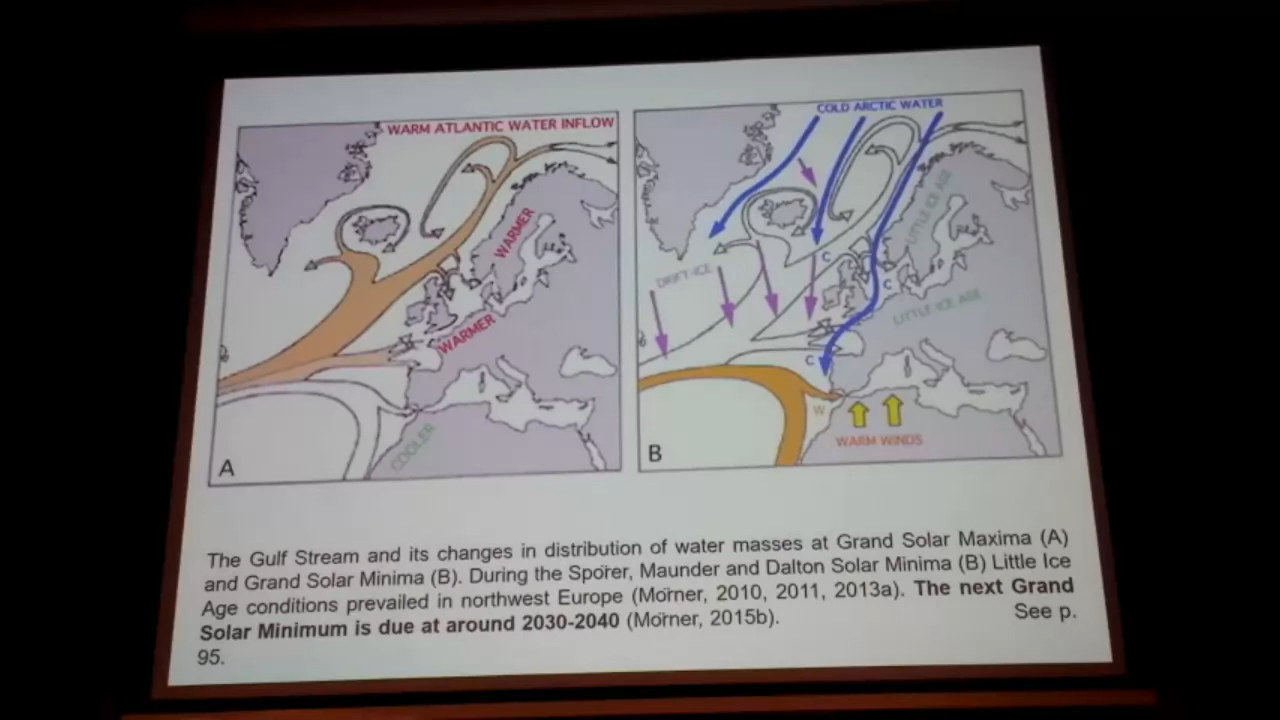 WARM ATLANTIC WATER INFLOW
WARMER
WARMER
COOLER
A
COLD ARCTIC WATER
LITTLE ICE AGE
DRIFT-ICE
C
C
LITTLE ICE AGE
C
W
WARM WINDS
B
The Gulf Stream and its changes in distribution of water masses at Grand Solar Maxima (A)
and Grand Solar Minima (B). During the Spörer, Maunder and Dalton Solar Minima (B) Little Ice
Age conditions prevailed in northwest Europe (Mörner, 2010, 2011, 2013a). The next Grand
Solar Minimum is due at around 2030-2040 (Mörner, 2015b). See p.
95.